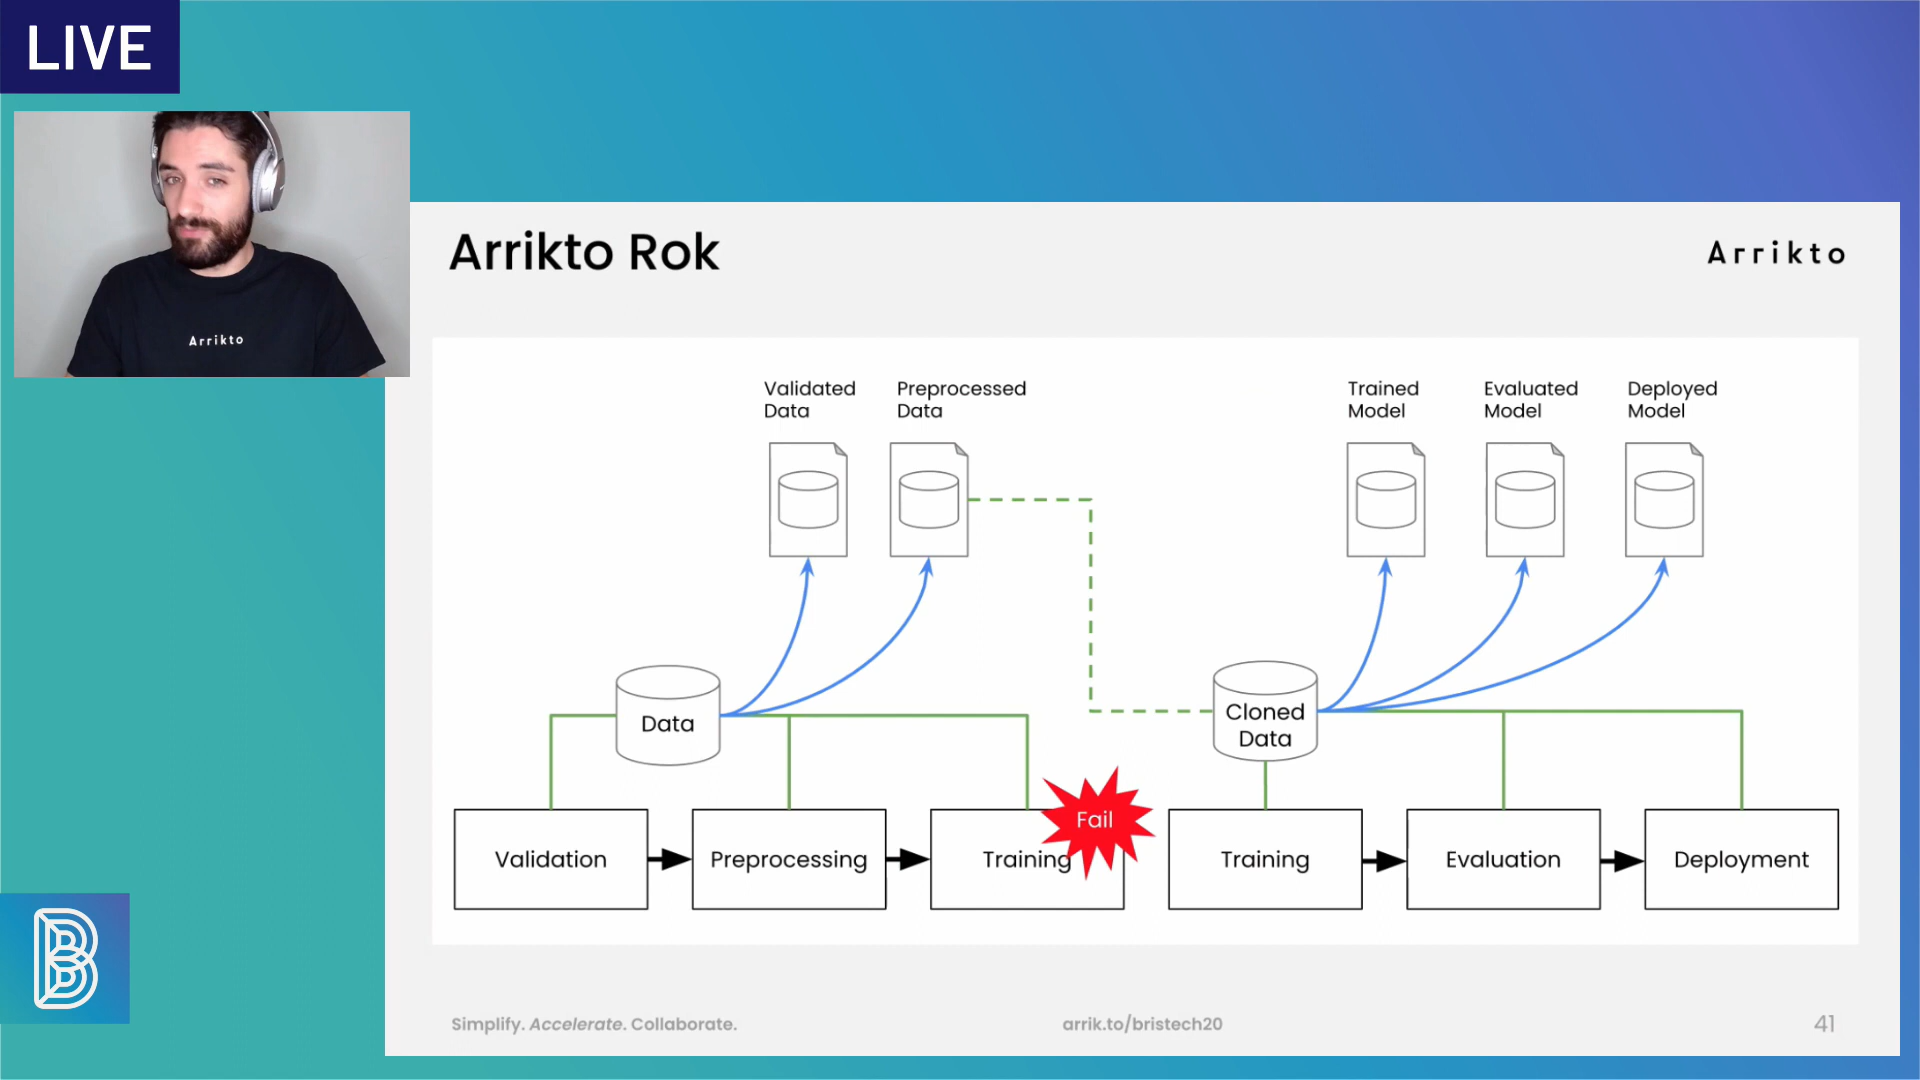 LIVE
Arrikto
Arrikto Rok
Arrikto
Validated
Data
Preprocessed
Data
Trained
Model
Evaluated
Model
Deployed
Model
Data
Cloned
Data
Fail
Validation
Preprocessing
Training
Training
Evaluation
Deployment
Simplify. Accelerate. Collaborate.
arrik.to/bristech20
41
B